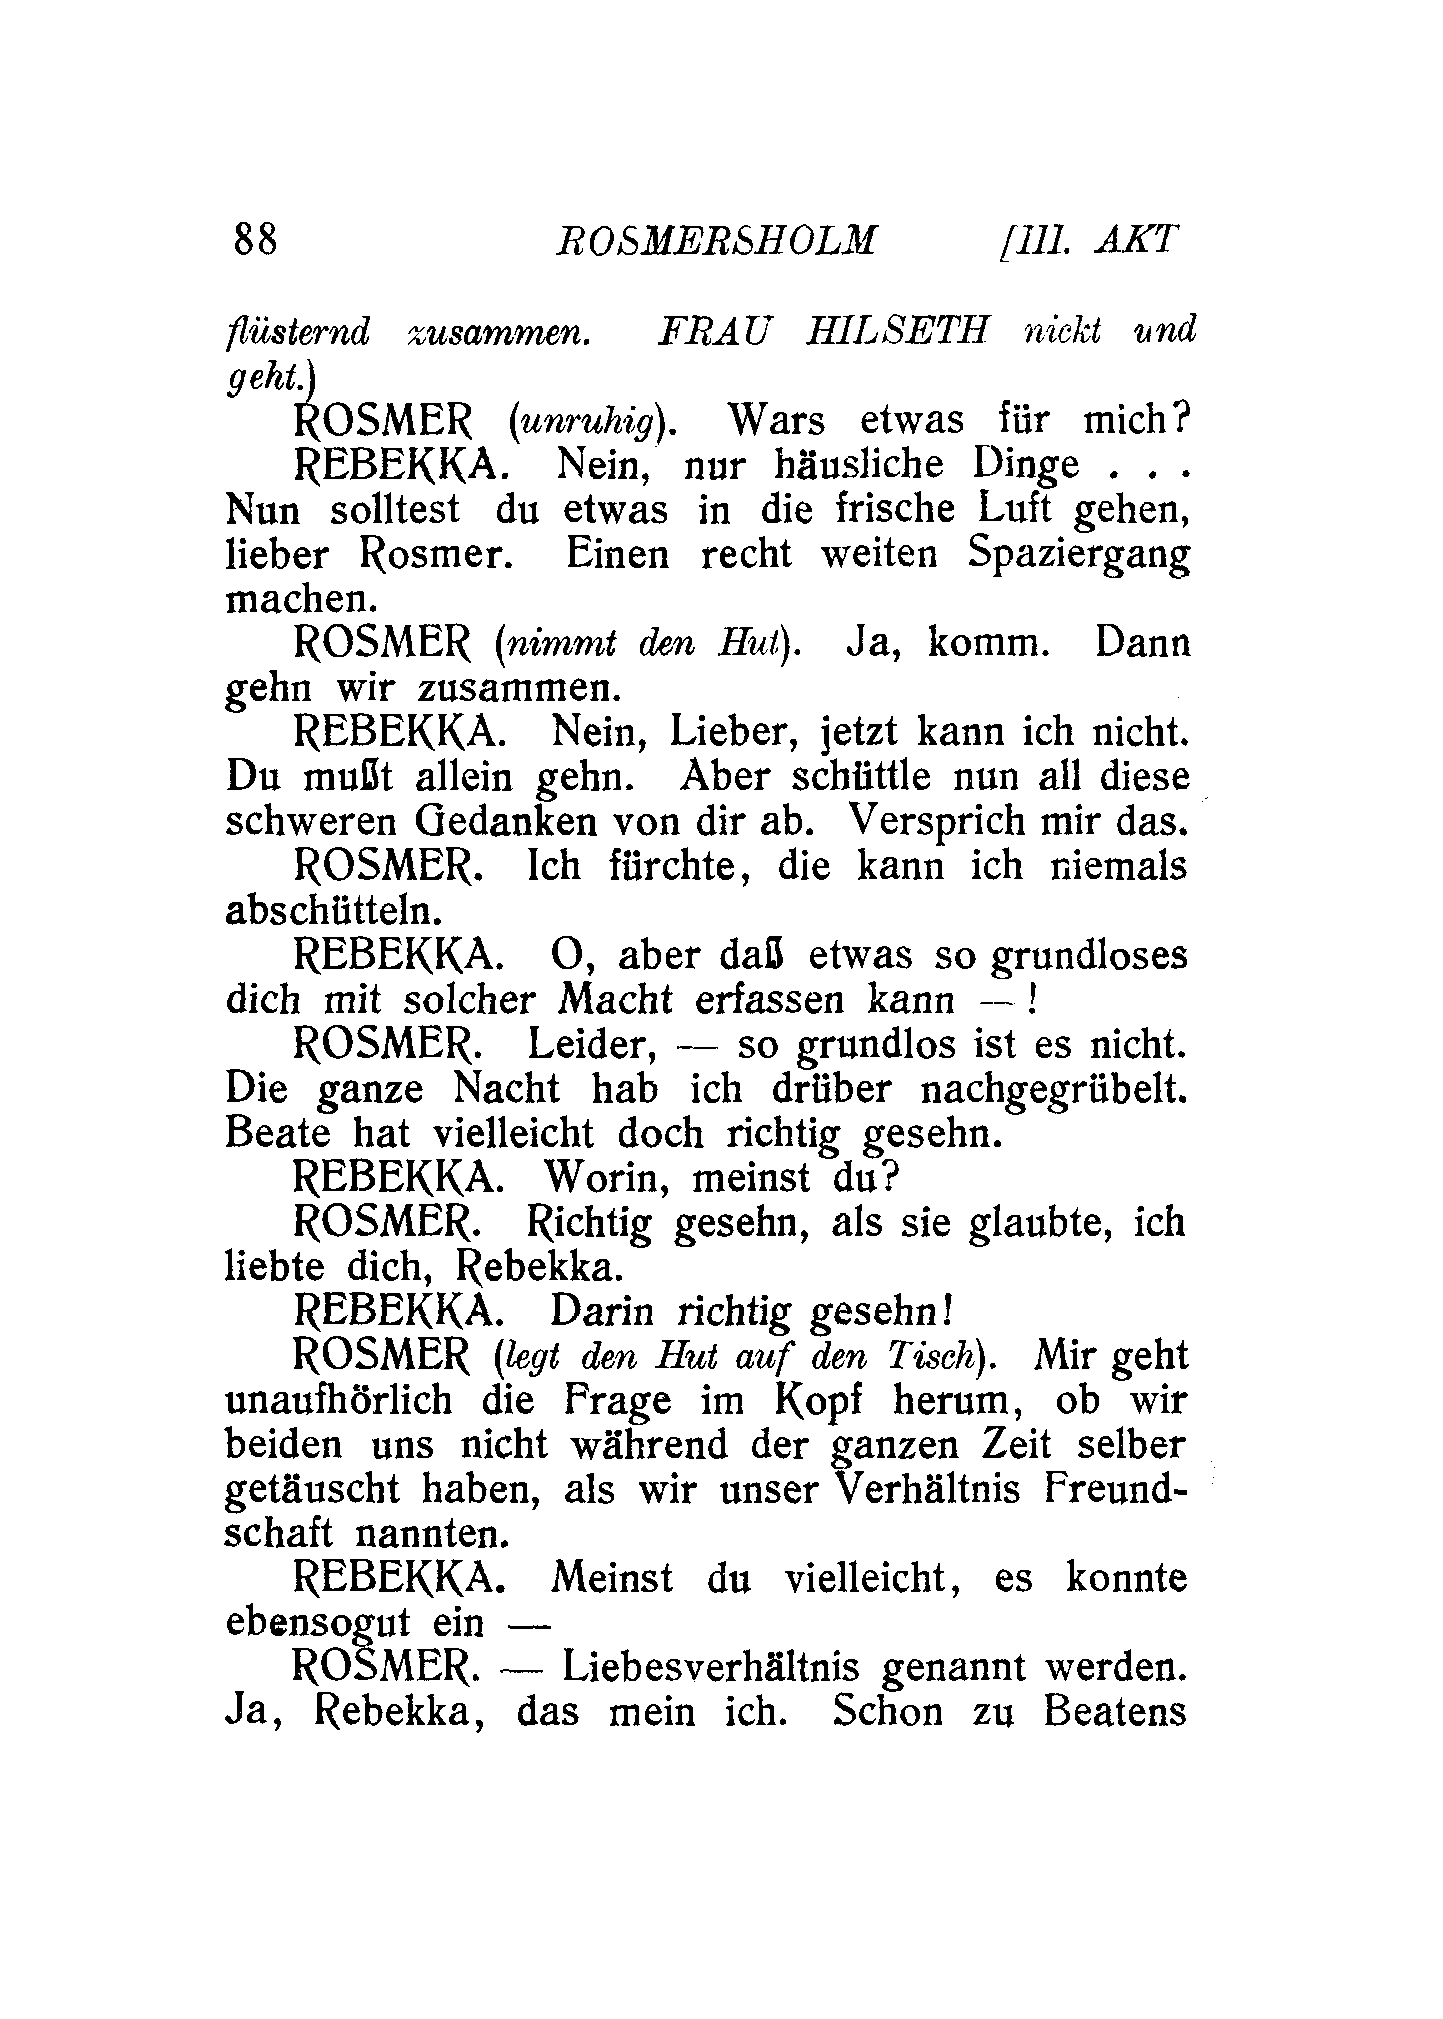 88 ROSMERSHOLM [III. AKT
flüsternd zusammen. FRAU HILSETH nickt und
geht.)
ROSMER (unruhig). Wars etwas für mich?
REBEKKA. Nein, nur häusliche Dinge . . .
Nun solltest du etwas in die frische Luft gehen,
lieber Rosmer. Einen recht weiten Spaziergang
machen.
ROSMER (nimmt den Hut). Ja, komm. Dann
gehn wir zusammen.
REBEKKA. Nein, Lieber, jetzt kann ich nicht.
Du mußt allein gehn. Aber schüttle nun all diese
schweren Gedanken von dir ab. Versprich mir das.
ROSMER. Ich fürchte, die kann ich niemals
abschütteln.
REBEKKA. O, aber daß etwas so grundloses
dich mit solcher Macht erfassen kann — !
ROSMER. Leider, — so grundlos ist es nicht.
Die ganze Nacht hab ich drüber nachgegrübelt.
Beate hat vielleicht doch richtig gesehn.
REBEKKA. Worin, meinst du?
ROSMER. Richtig gesehn, als sie glaubte, ich
liebte dich, Rebekka.
REBEKKA. Darin richtig gesehn!
ROSMER (legt den Hut auf den Tisch). Mir geht
unaufhörlich die Frage im Kopf herum, ob wir
beiden uns nicht während der ganzen Zeit selber
getäuscht haben, als wir unser Verhältnis Freund-
schaft nannten.
REBEKKA. Meinst du vielleicht, es konnte
ebensogut ein —
ROSMER. — Liebesverhältnis genannt werden.
Ja, Rebekka, das mein ich. Schon zu Beatens